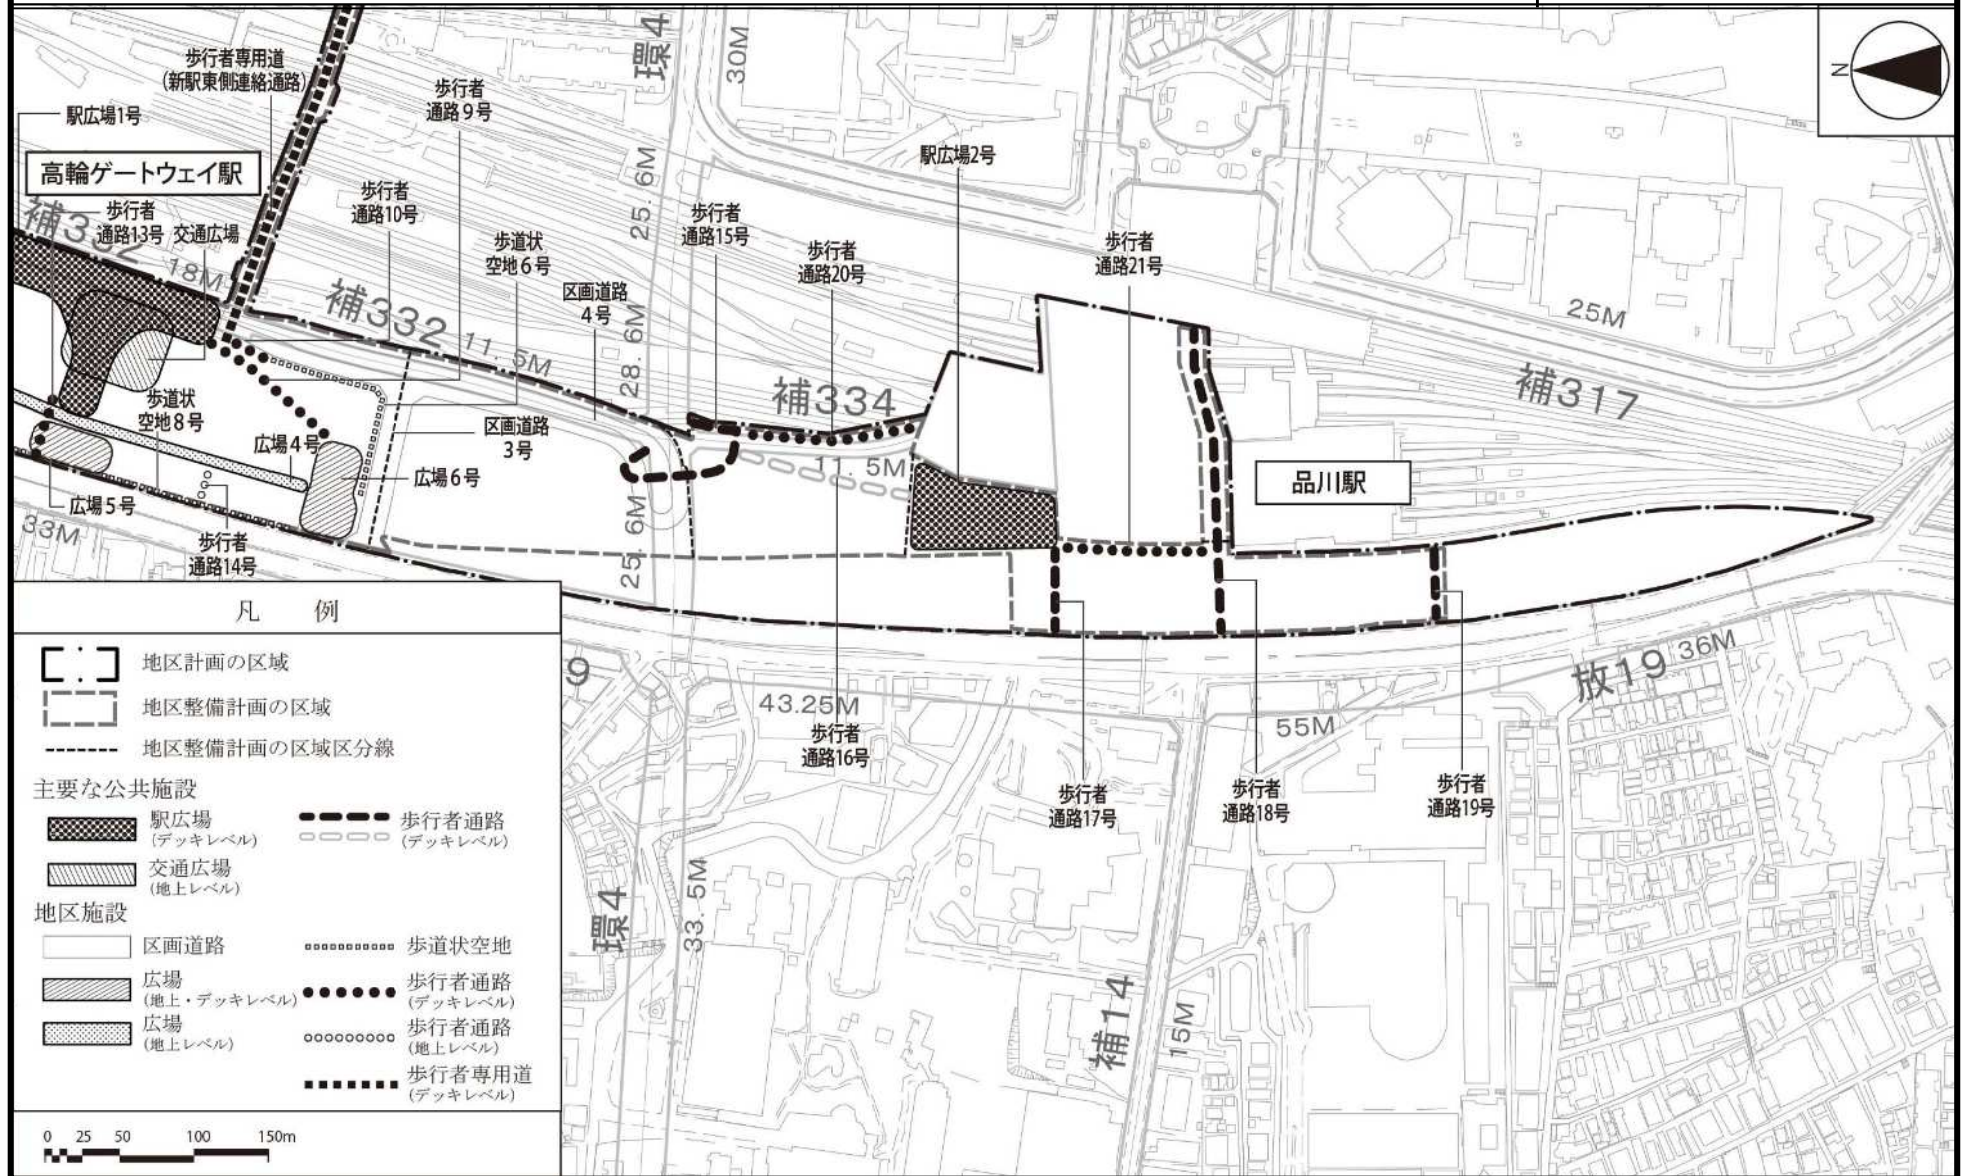 環4
30M
N
歩行者専用道
(新駅東側連絡通路)
歩行者
通路9号
駅広場1号
高輪ゲートウェイ駅
駅広場2号
25.6M
歩行者
通路10号
補332
歩行者
通路13号
交通広場
18M
歩道状
空地6号
歩行者
通路15号
歩行者
通路20号
歩行者
通路21号
区画道路
4号
補332
11.5M
28.6M
25M
補334
補317
歩道状
空地8号
広場4号
区画道路
3号
広場6号
11.5M
品川駅
広場5号
33M
歩行者
通路14号
25.6M
凡 例
地区計画の区域
地区整備計画の区域
地区整備計画の区域区分線
主要な公共施設
駅広場
(デッキレベル)
歩行者通路
(デッキレベル)
交通広場
(地上レベル)
地区施設
区画道路
歩道状空地
広場
(地上・デッキレベル)
歩行者通路
(デッキレベル)
広場
(地上レベル)
歩行者通路
(地上レベル)
歩行者専用道
(デッキレベル)
0 25 50 100 150m
9
43.25M
歩行者
通路16号
55M
放19
36M
歩行者
通路17号
歩行者
通路18号
歩行者
通路19号
環4
33.5M
補14
15M